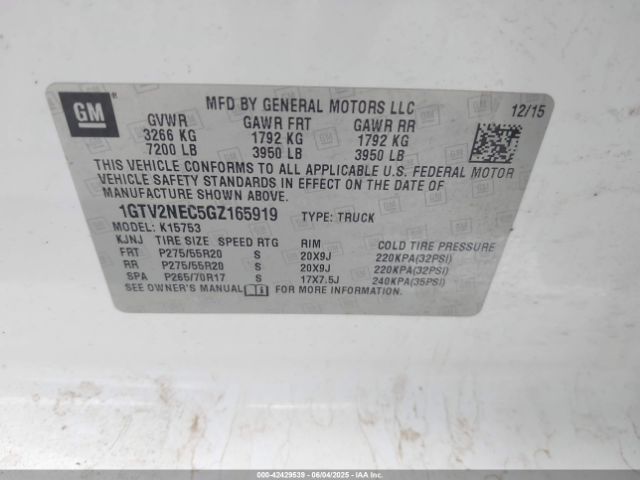 GM
MFD BY GENERAL MOTORS LLC
12/15
GVWR GAWR FRT GAWR RR
3266 KG 1792 KG 1792 KG
7200 LB 3950 LB 3950 LB
THIS VEHICLE CONFORMS TO ALL APPLICABLE U.S. FEDERAL MOTOR
VEHICLE SAFETY STANDARDS IN EFFECT ON THE DATE OF
MANUFACTURE SHOWN ABOVE.
1GTV2NEC5GZ165919 TYPE: TRUCK
MODEL: K15753
KJNJ TIRE SIZE SPEED RTG RIM COLD TIRE PRESSURE
FRT P275/55R20 S 20X9J 220KPA(32PSI)
RR P275/55R20 S 20X9J 220KPA(32PSI)
SPA P265/70R17 S 17X7.5J 240KPA(35PSI)
SEE OWNER'S MANUAL FOR MORE INFORMATION.
000-42429539 - 06/04/2025 - IAAI.COM